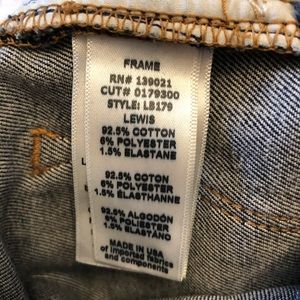 FRAME
RN# 139021
CUT# 0179300
STYLE: LB179
LEWIS
92.5% COTTON
6% POLYESTER
1.5% ELASTANE
92.5% COTON
6% POLYESTER
1.5% ELASTHANNE
92.5% ALGODÓN
6% POLIESTER
1.5% ELASTANO
MADE IN USA
of imported fabrics
and components